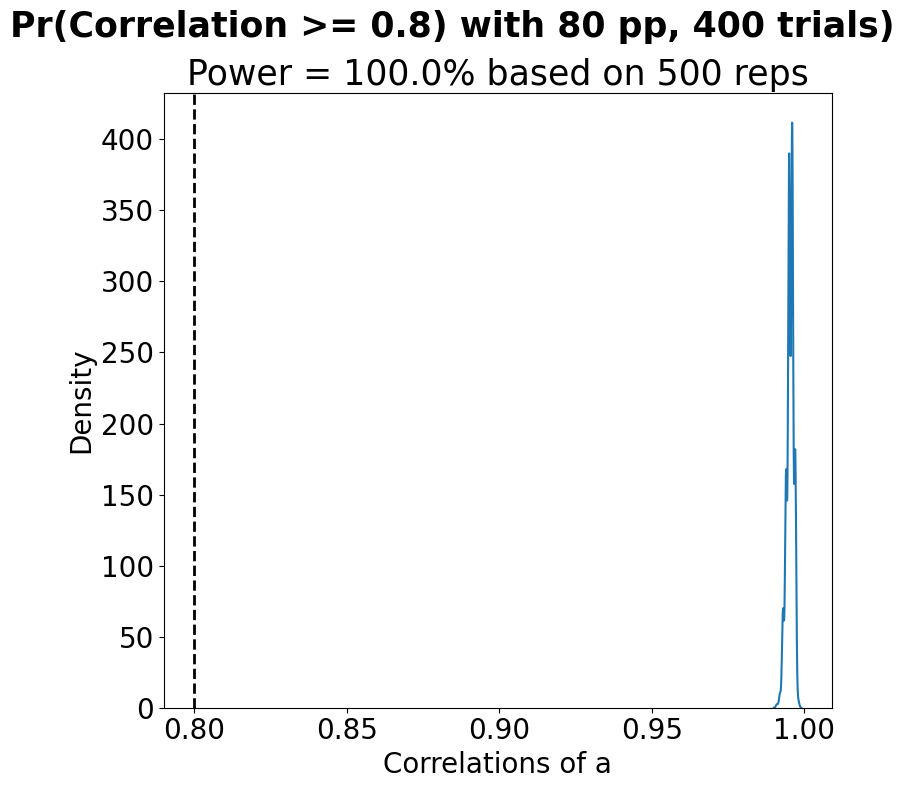 Pr(Correlation >= 0.8) with 80 pp, 400 trials)
Power = 100.0% based on 500 reps
400
350
300
250
200
150
100
50
0
Density
0.80 0.85 0.90 0.95 1.00
Correlations of a